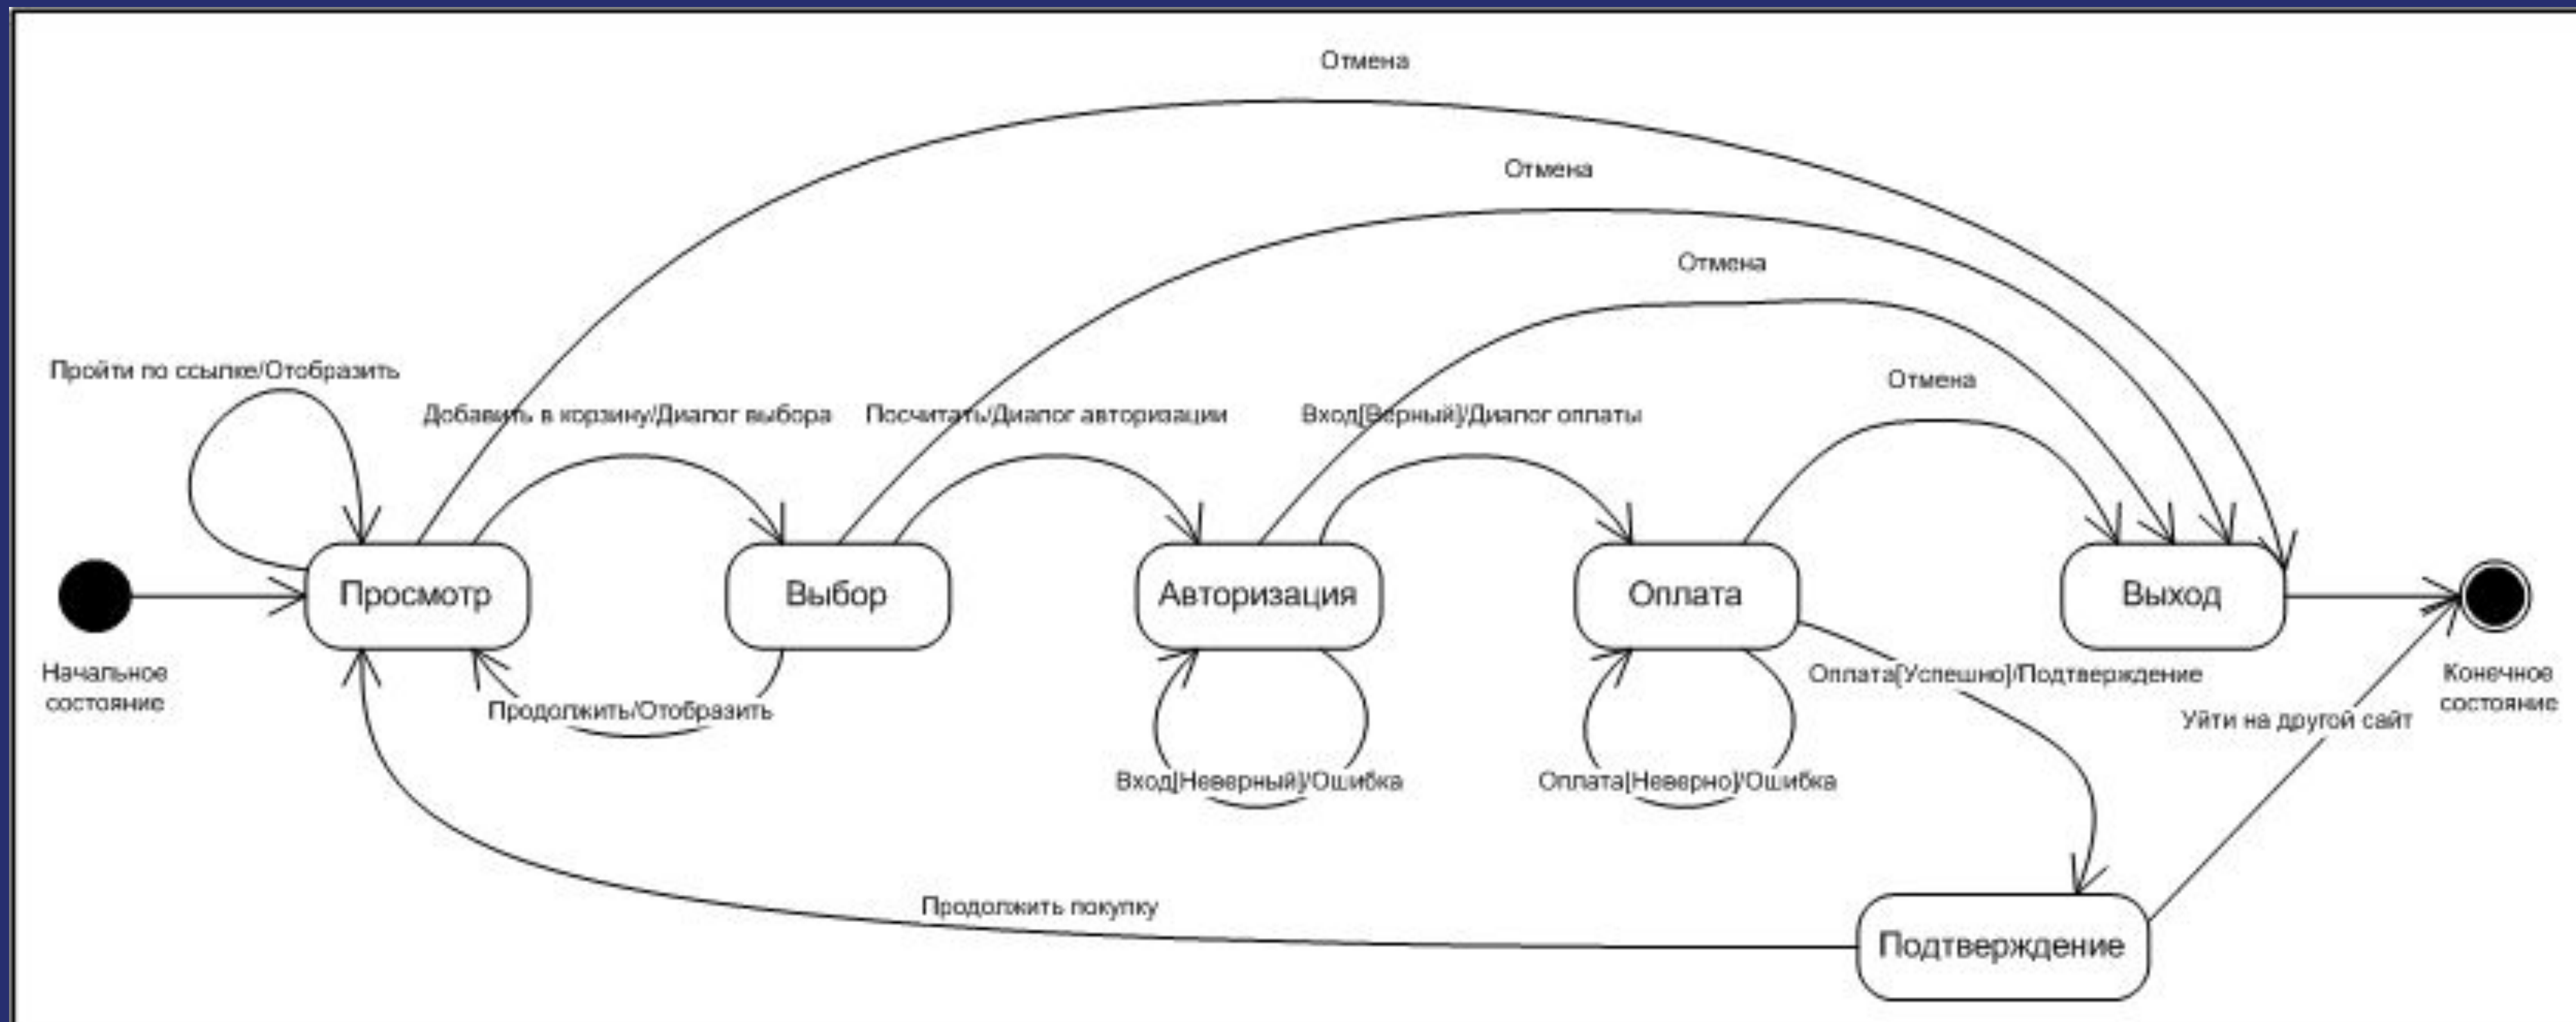 Отмена
Отмена
Отмена
Пройти по ссылке/Отобразить
Отмена
Добавить в корзину/Диалог выбора
Посчитать/Диалог авторизации
Вход[Верный]/Диалог оплаты
Просмотр
Выбор
Авторизация
Оплата
Выход
Начальное
состояние
Оплата[Успешно]/Подтверждение
Конечное
состояние
Продолжить/Отобразить
Уйти на другой сайт
Вход[Неверный]/Ошибка
Оплата[Неверно]/Ошибка
Продолжить покупку
Подтверждение